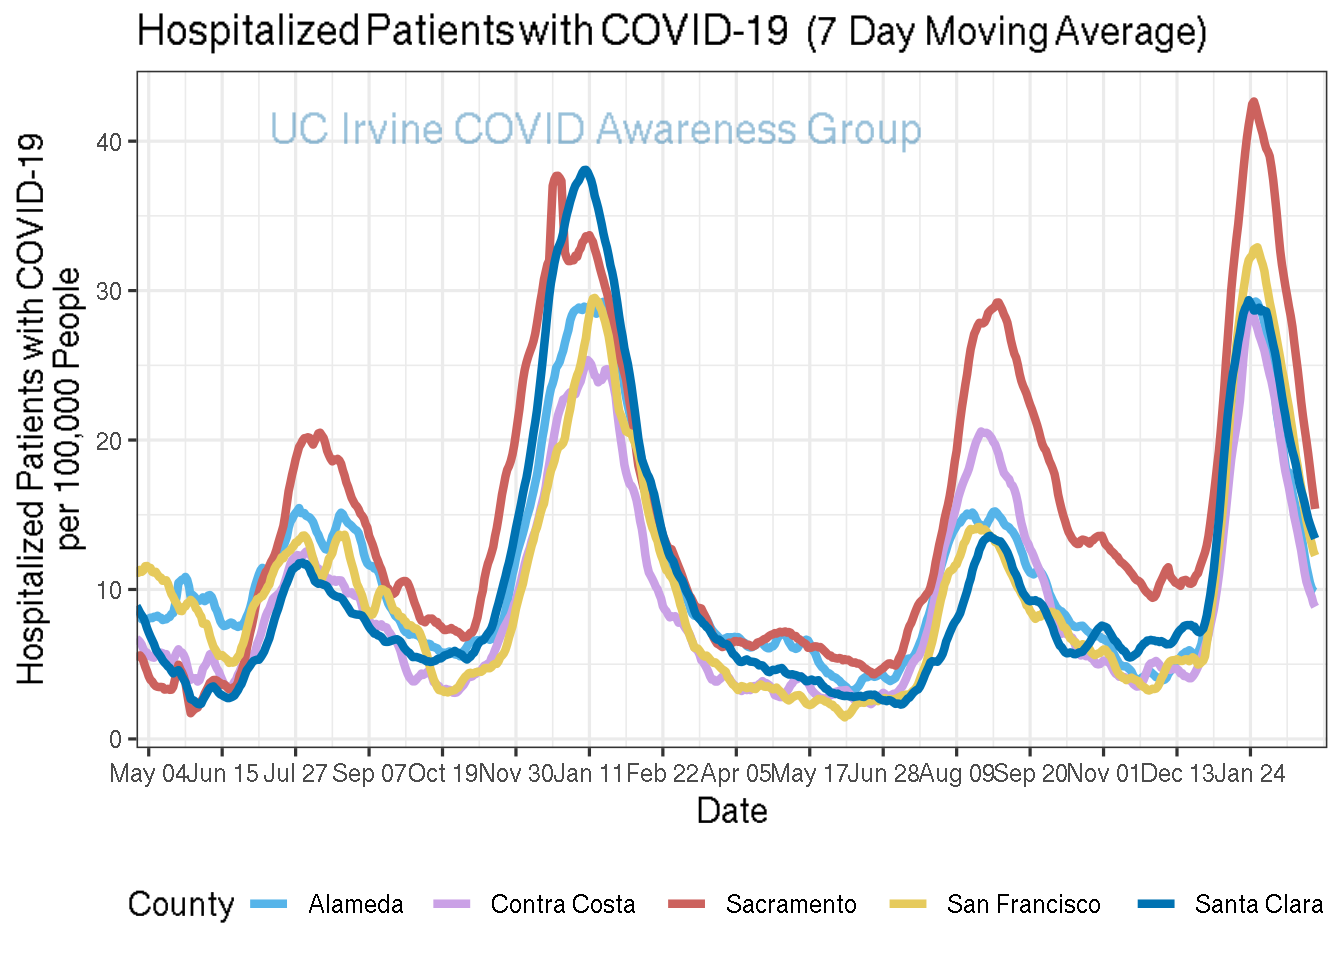 Hospitalized Patients with COVID-19 (7 Day Moving Average)
UC Irvine COVID Awareness Group
Hospitalized Patients with COVID-19
per 100,000 People
40
30
20
10
0
May 04 Jun 15 Jul 27 Sep 07 Oct 19 Nov 30 Jan 11 Feb 22 Apr 05 May 17 Jun 28 Aug 09 Sep 20 Nov 01 Dec 13 Jan 24
Date
County Alameda Contra Costa Sacramento San Francisco Santa Clara